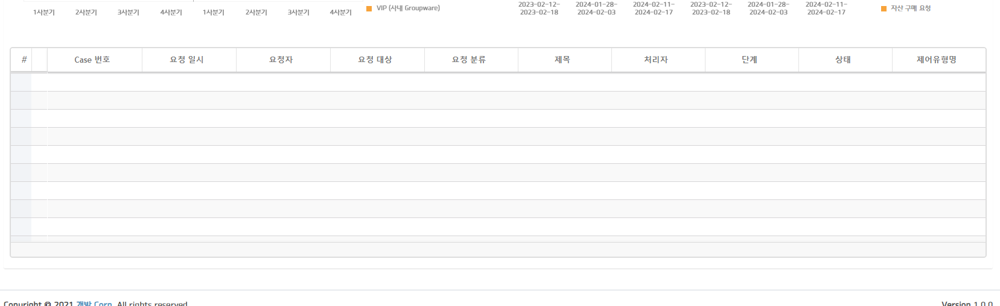 1사분기 2사분기 3사분기 4사분기 1사분기 2사분기 3사분기 4사분기
VIP (사내 Groupware)
2023-02-12- 2024-01-28- 2024-02-11- 2023-02-12- 2024-01-28- 2024-02-11-
2023-02-18 2024-02-03 2024-02-17 2023-02-18 2024-02-03 2024-02-17
자산 구매 요청
# Case 번호 요청 일시 요청자 요청 대상 요청 분류 제목 처리자 단계 상태 제어유형명
Copyright © 2021 개발 Corp. All rights reserved.
Version 1.0.0